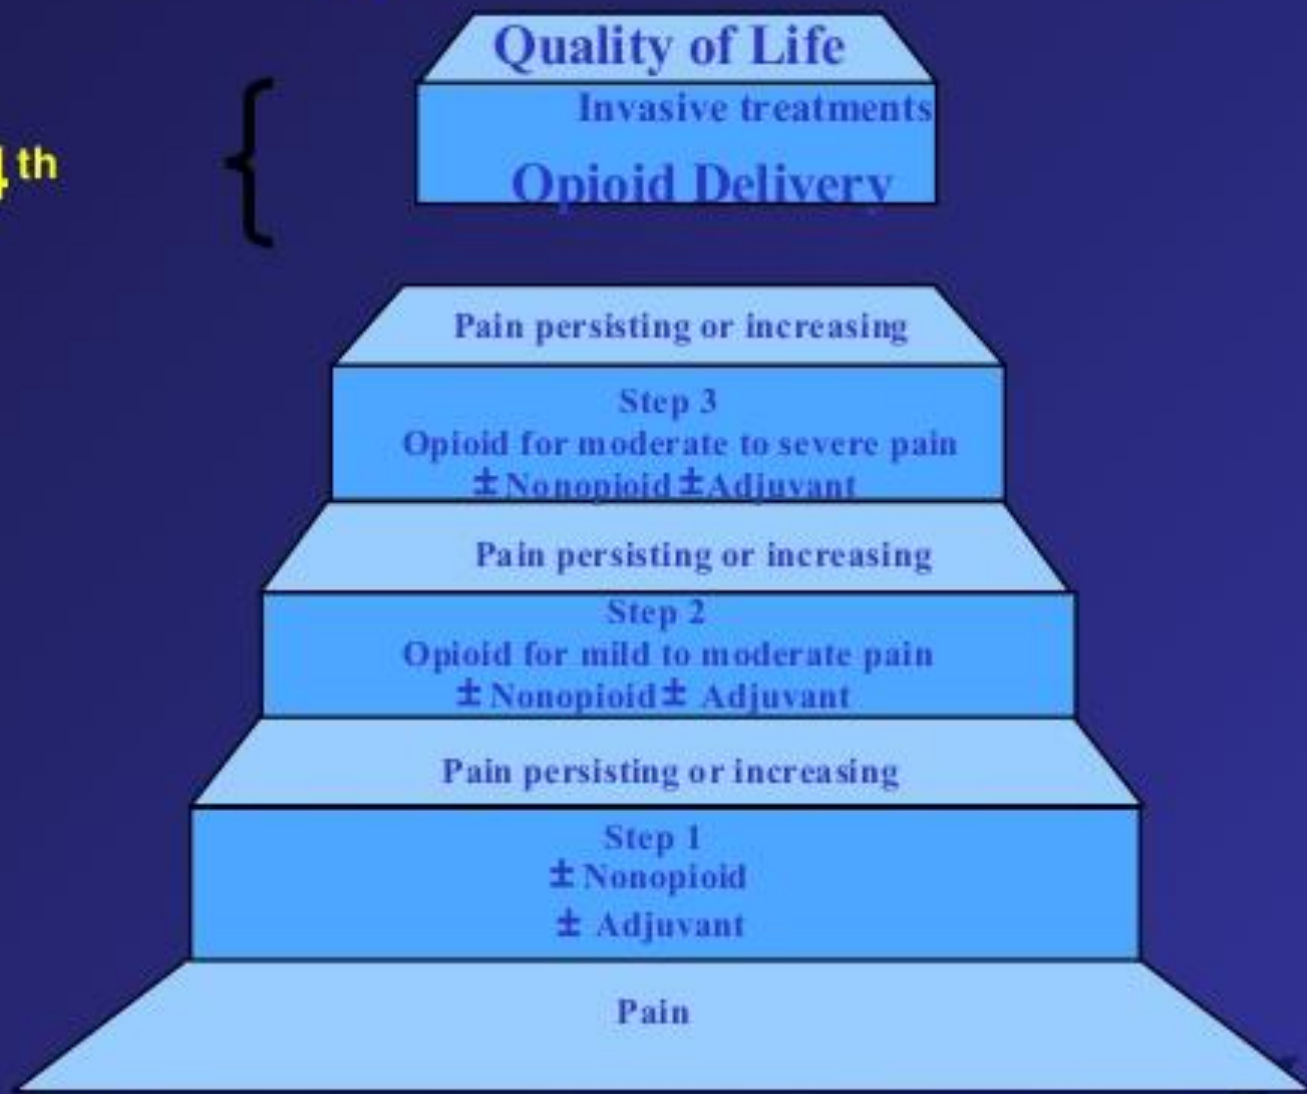 Quality of Life
Invasive treatments
4th
Opioid Delivery
Pain persisting or increasing
Step 3
Opioid for moderate to severe pain
± Nonopioid ± Adjuvant
Pain persisting or increasing
Step 2
Opioid for mild to moderate pain
± Nonopioid ± Adjuvant
Pain persisting or increasing
Step 1
± Nonopioid
± Adjuvant
Pain